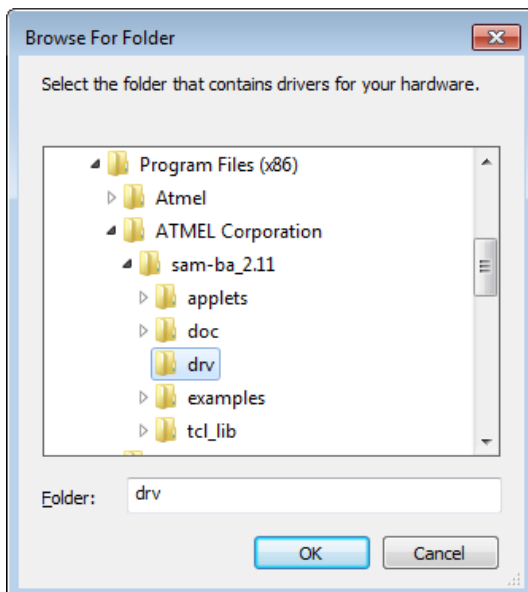 Browse For Folder
Select the folder that contains drivers for your hardware.
Program Files (x86)
Atmel
ATMEL Corporation
sam-ba_2.11
applets
doc
drv
examples
tcl_lib
Folder: drv
OK Cancel